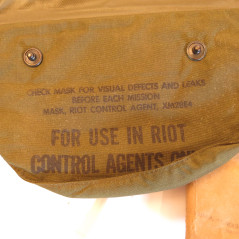 CHECK MASK FOR VISUAL DEFECTS AND LEAKS
BEFORE EACH MISSION
MASK, RIOT CONTROL AGENT, XM28E4
FOR USE IN RIOT
CONTROL AGENTS